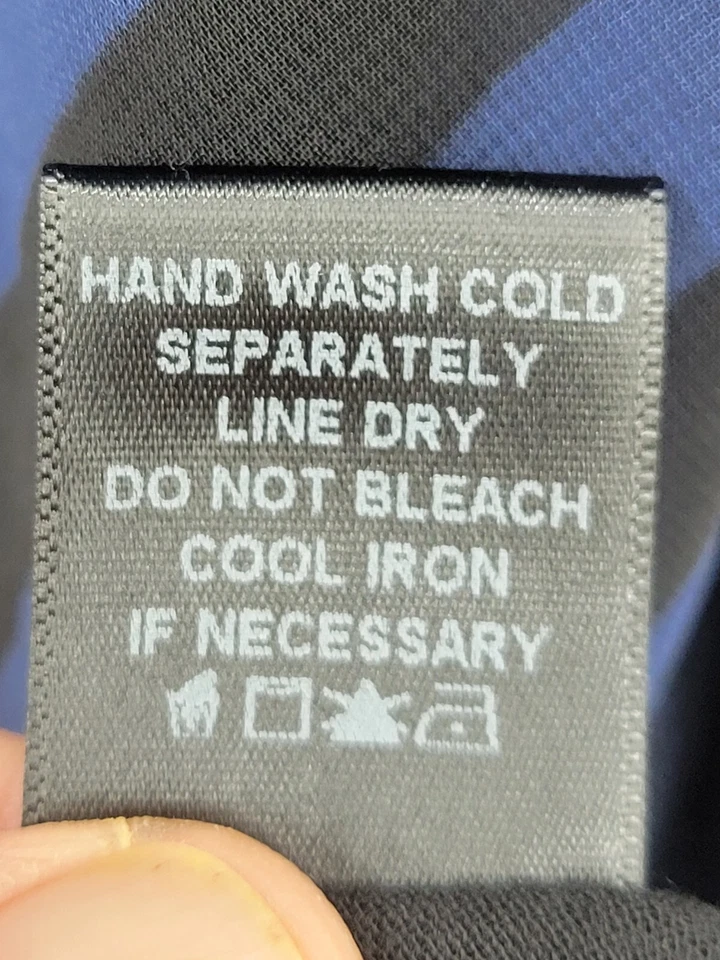 HAND WASH COLD
SEPARATELY
LINE DRY
DO NOT BLEACH
COOL IRON
IF NECESSARY